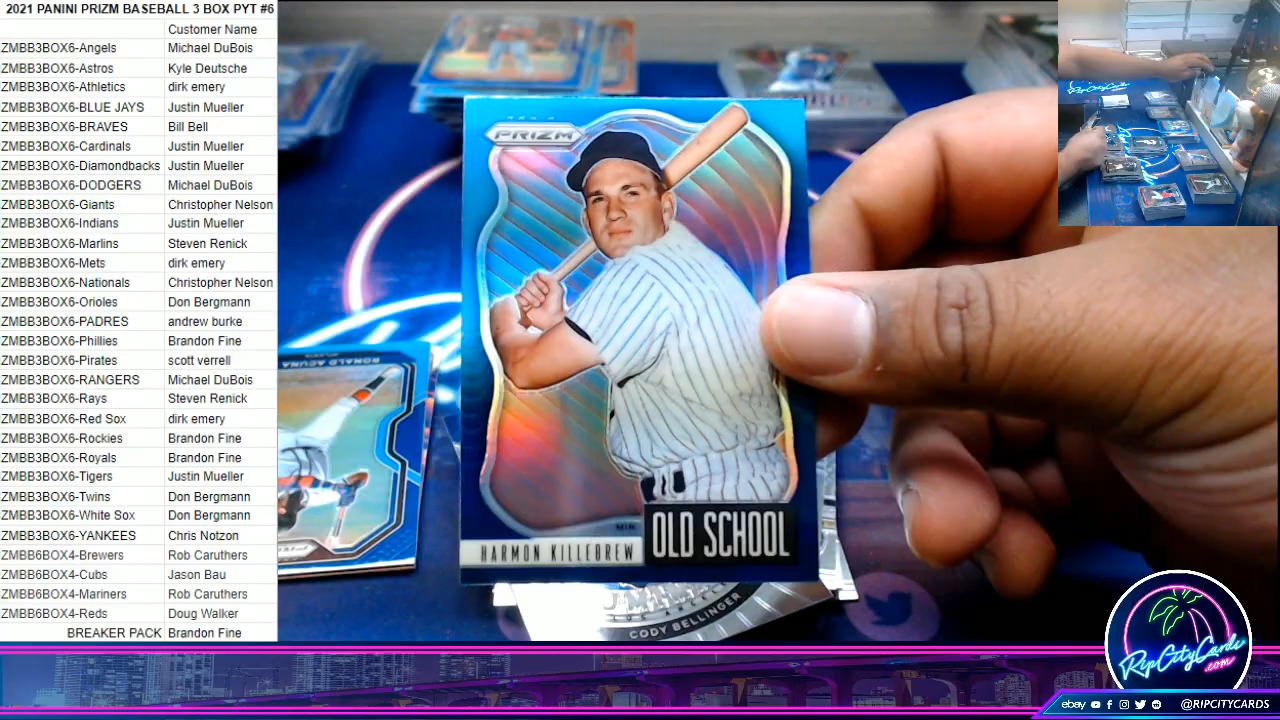 2021 PANINI PRIZM BASEBALL 3 BOX PYT #6
Customer Name
ZMBB3BOX6-Angels Michael DuBois
ZMBB3BOX6-Astros Kyle Deutsche
ZMBB3BOX6-Athletics dirk emery
ZMBB3BOX6-BLUE JAYS Justin Mueller
ZMBB3BOX6-BRAVES Bill Bell
ZMBB3BOX6-Cardinals Justin Mueller
ZMBB3BOX6-Diamondbacks Justin Mueller
ZMBB3BOX6-DODGERS Michael DuBois
ZMBB3BOX6-Giants Christopher Nelson
ZMBB3BOX6-Indians Justin Mueller
ZMBB3BOX6-Marlins Steven Renick
ZMBB3BOX6-Mets dirk emery
ZMBB3BOX6-Nationals Christopher Nelson
ZMBB3BOX6-Orioles Don Bergmann
ZMBB3BOX6-PADRES andrew burke
ZMBB3BOX6-Phillies Brandon Fine
ZMBB3BOX6-Pirates scott verrell
ZMBB3BOX6-RANGERS Michael DuBois
ZMBB3BOX6-Rays Steven Renick
ZMBB3BOX6-Red Sox dirk emery
ZMBB3BOX6-Rockies Brandon Fine
ZMBB3BOX6-Royals Brandon Fine
ZMBB3BOX6-Tigers Justin Mueller
ZMBB3BOX6-Twins Don Bergmann
ZMBB3BOX6-White Sox Don Bergmann
ZMBB3BOX6-YANKEES Chris Notzon
ZMBB6BOX4-Brewers Rob Caruthers
ZMBB6BOX4-Cubs Jason Bau
ZMBB6BOX4-Mariners Rob Caruthers
ZMBB6BOX4-Reds Doug Walker
BREAKER PACK Brandon Fine
PRIZM
MIN
HARMON KILLEBREW
OLD SCHOOL
RONALD ACUNA
CODY BELLINGER
RipCityCards
.com
ebay
@RIPCITYCARDS